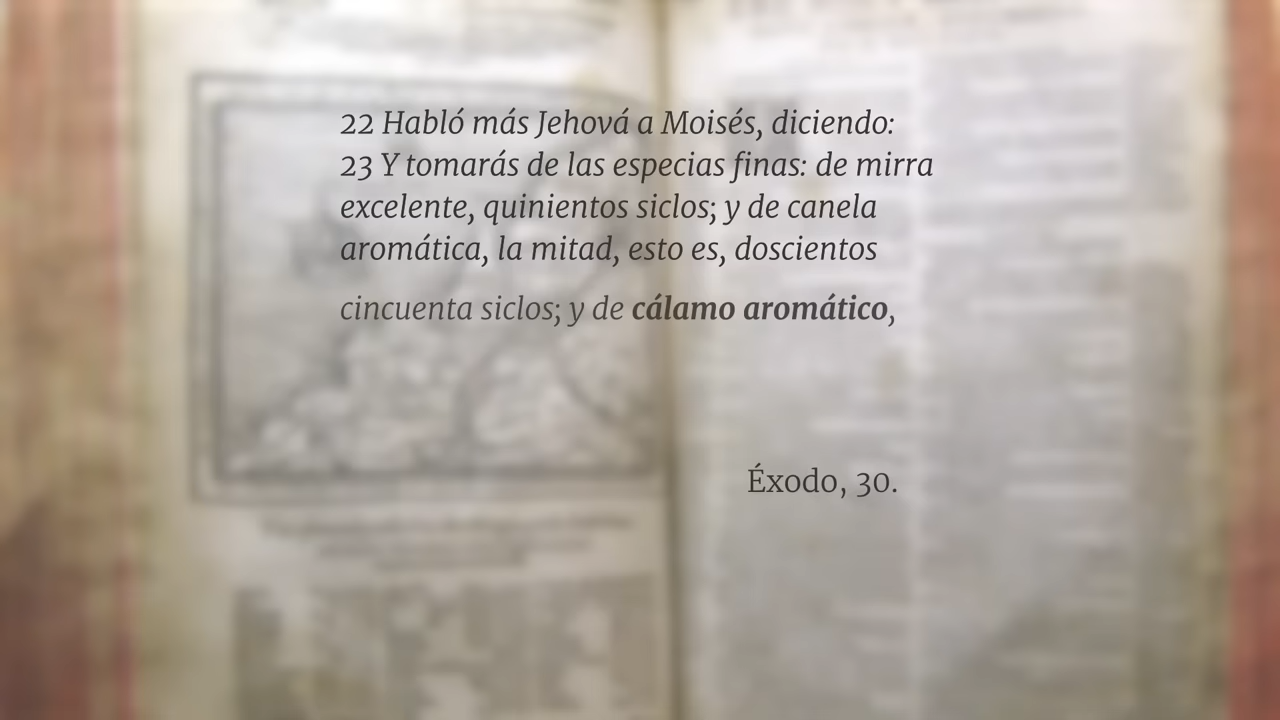 22 Habló más Jehová a Moisés, diciendo:
23 Y tomarás de las especias finas: de mirra
excelente, quinientos siclos; y de canela
aromática, la mitad, esto es, doscientos
cincuenta siclos; y de cálamo aromático,
Éxodo, 30.